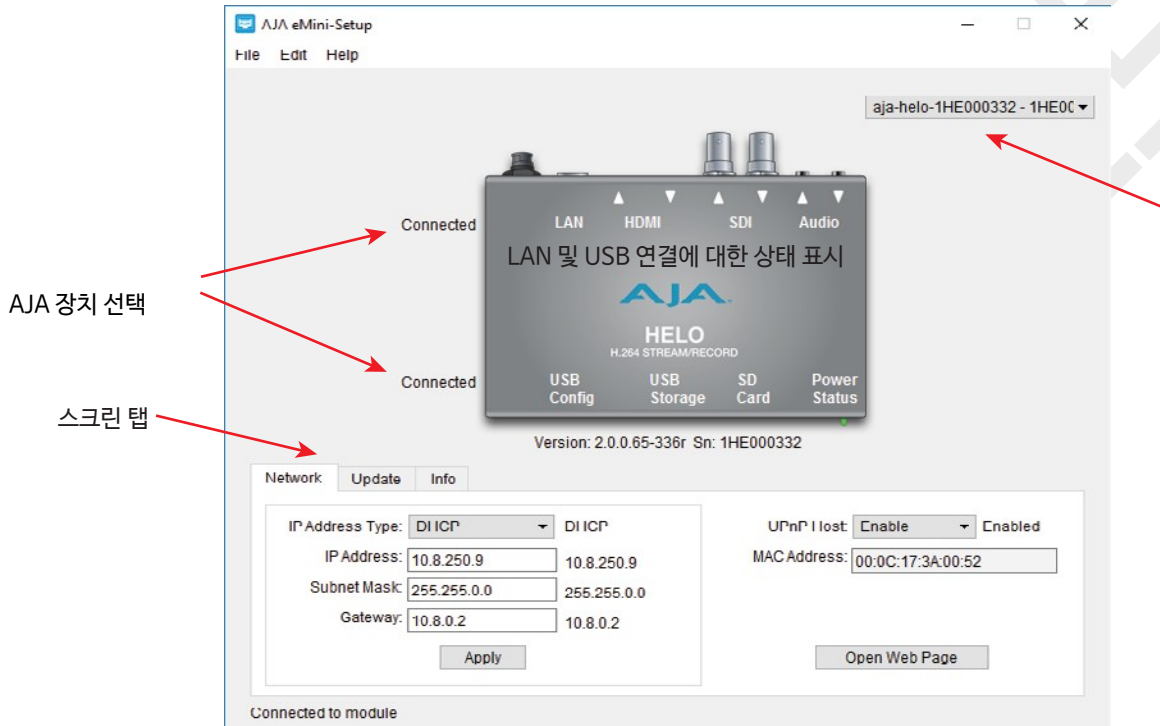 AJA eMini-Setup
File Edit Help
aja-helo-1HE000332 - 1HE00
Connected
LAN HDMI SDI Audio
LAN 및 USB 연결에 대한 상태 표시
AJA
AJA 장치 선택
HELO
H.264 STREAM/RECORD
Connected
USB Config
USB Storage
SD Card
Power Status
스크린 탭
Version: 2.0.0.65-336r Sn: 1HE000332
Network Update Info
IP Address Type: DHCP DHCP
UPnP Host: Enable Enabled
IP Address: 10.8.250.9 10.8.250.9
MAC Address: 00:0C:17:3A:00:52
Subnet Mask: 255.255.0.0 255.255.0.0
Gateway: 10.8.0.2 10.8.0.2
Apply
Open Web Page
Connected to module